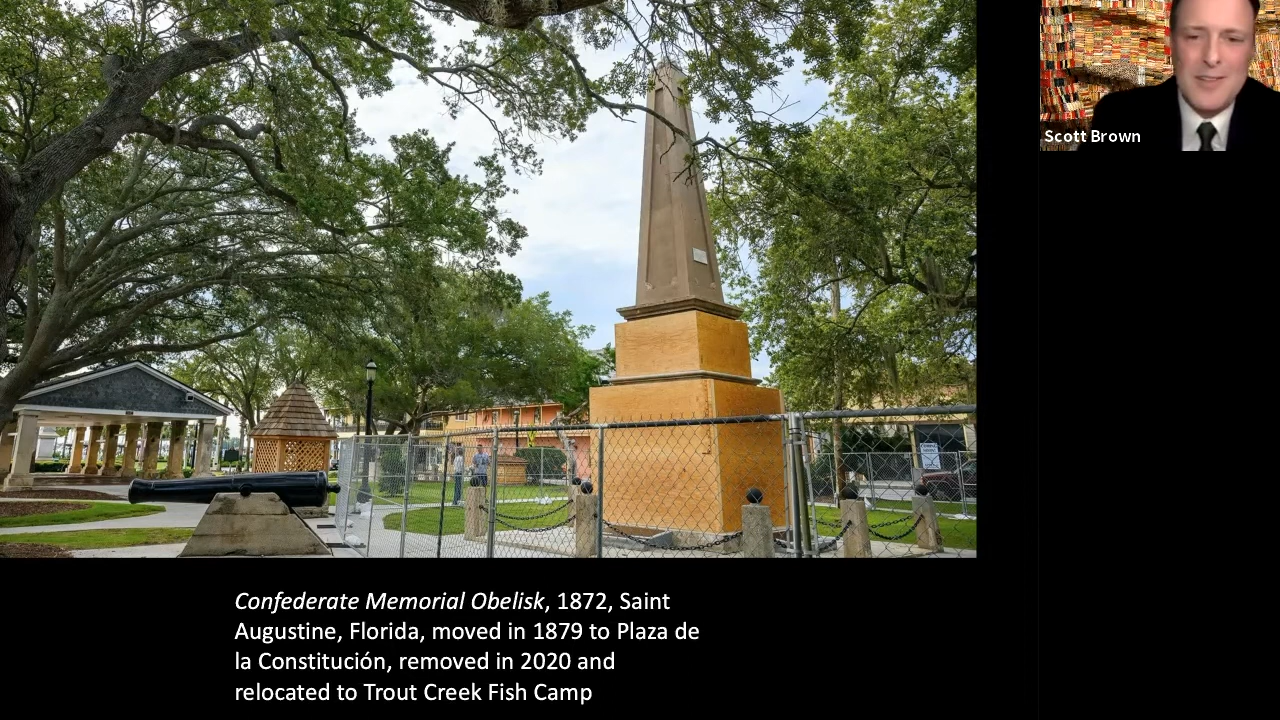 Scott Brown
Confederate Memorial Obelisk, 1872, Saint
Augustine, Florida, moved in 1879 to Plaza de
la Constitución, removed in 2020 and
relocated to Trout Creek Fish Camp